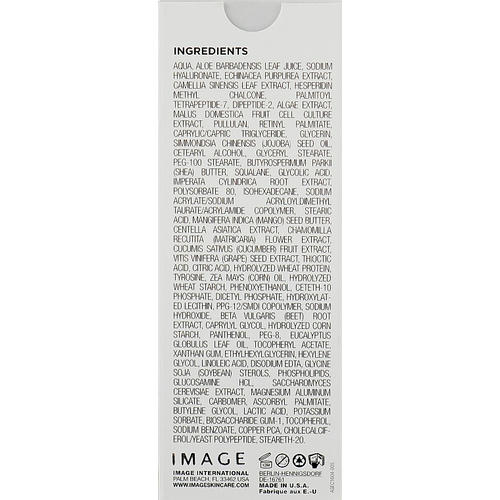 INGREDIENTS
AQUA, ALOE BARBADENSIS LEAF JUICE, SODIUM
HYALURONATE, ECHINACEA PURPUREA EXTRACT,
CAMELLIA SINENSIS LEAF EXTRACT, HESPERIDIN
METHYL CHALCONE, PALMITOYL
TETRAPEPTIDE-7, DIPEPTIDE-2, ALGAE EXTRACT,
MALUS DOMESTICA FRUIT CELL CULTURE
EXTRACT, PULLULAN, RETINYL PALMITATE,
CAPRYLIC/CAPRIC TRIGLYCERIDE, GLYCERIN,
SIMMONDSIA CHINENSIS (JOJOBA) SEED OIL,
CETEARYL ALCOHOL, GLYCERYL STEARATE,
PEG-100 STEARATE, BUTYROSPERMUM PARKII
(SHEA) BUTTER, SQUALANE, GLYCOLIC ACID,
IMPERATA CYLINDRICA ROOT EXTRACT,
POLYSORBATE 80, ISOHEXADECANE, SODIUM
ACRYLATE/SODIUM ACRYLOYLDIMETHYL
TAURATE/ACRYLAMIDE COPOLYMER, STEARIC
ACID, MANGIFERA INDICA (MANGO) SEED BUTTER,
CENTELLA ASIATICA EXTRACT, CHAMOMILLA
RECUTITA (MATRICARIA) FLOWER EXTRACT,
CUCUMIS SATIVUS (CUCUMBER) FRUIT EXTRACT,
VITIS VINIFERA (GRAPE) SEED EXTRACT, THIOCTIC
ACID, CITRIC ACID, HYDROLYZED WHEAT PROTEIN,
TYROSINE, ZEA MAYS (CORN) OIL, HYDROLYZED
WHEAT STARCH, PHENOXYETHANOL, CETETH-10
PHOSPHATE, DICETYL PHOSPHATE, HYDROXYLAT-
ED LECITHIN, PPG-12/SMDI COPOLYMER, SODIUM
HYDROXIDE, BETA VULGARIS (BEET) ROOT
EXTRACT, CAPRYLYL GLYCOL, HYDROLYZED CORN
STARCH, PANTHENOL, PEG-8, EUCALYPTUS
GLOBULUS LEAF OIL, TOCOPHERYL ACETATE,
XANTHAN GUM, ETHYLHEXYLGLYCERIN, HEXYLENE
GLYCOL, LINOLEIC ACID, DISODIUM EDTA, GLYCINE
SOJA (SOYBEAN) STEROLS, PHOSPHOLIPIDS,
GLUCOSAMINE HCL, SACCHAROMYCES
CEREVISIAE EXTRACT, MAGNESIUM ALUMINUM
SILICATE, CARBOMER, ASCORBYL PALMITATE,
BUTYLENE GLYCOL, LACTIC ACID, POTASSIUM
SORBATE, BIOSACCHARIDE GUM-1, TOCOPHEROL,
SODIUM BENZOATE, COPPER PCA, CHOLECALCIF-
EROL/YEAST POLYPEPTIDE, STEARETH-20.
IMAGE
IMAGE INTERNATIONAL
PALM BEACH, FL 33462 USA
WWW.IMAGESKINCARE.COM
BERLIN-HENNIGSDORF
DE-16761
Made in U.S.A.
Fabrique aux E.-U